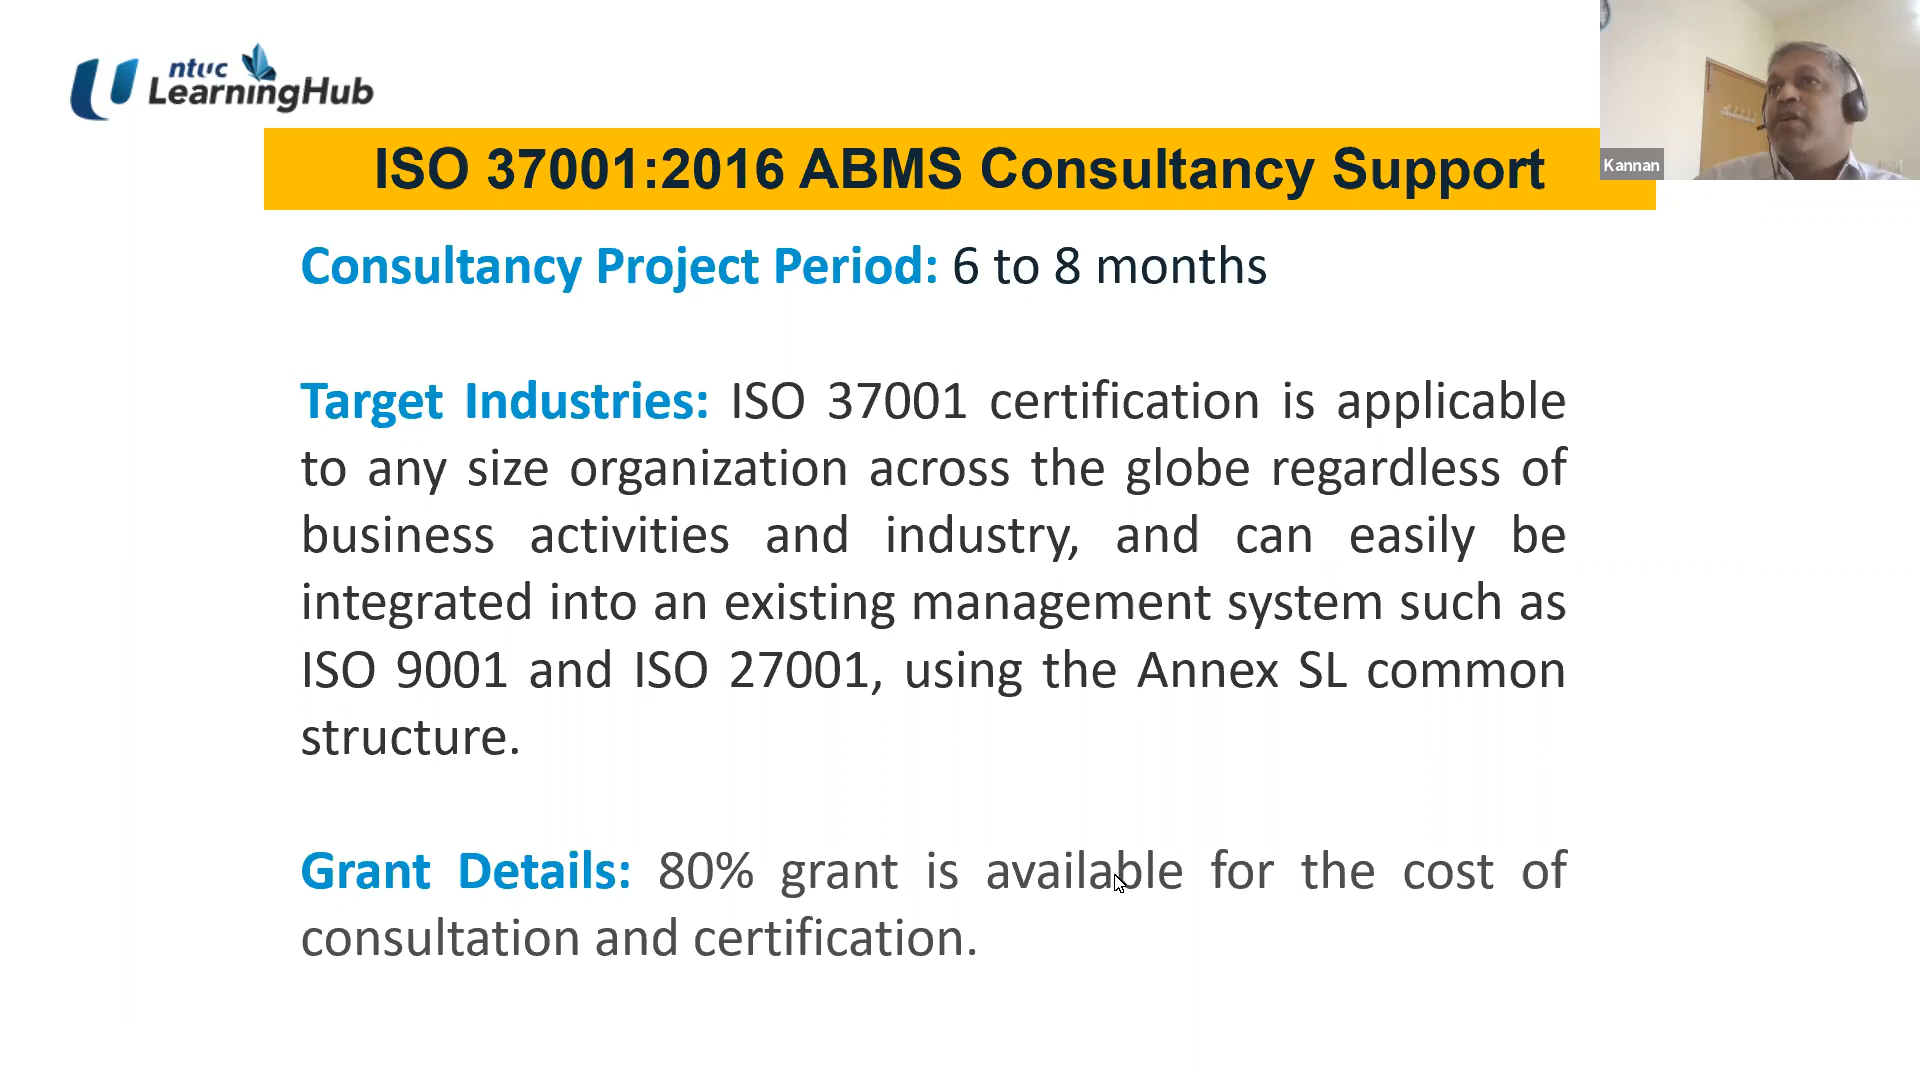 ntuc
LearningHub
ISO 37001:2016 ABMS Consultancy Support
Kannan
Consultancy Project Period: 6 to 8 months
Target Industries: ISO 37001 certification is applicable
to any size organization across the globe regardless of
business activities and industry, and can easily be
integrated into an existing management system such as
ISO 9001 and ISO 27001, using the Annex SL common
structure.
Grant Details: 80% grant is available for the cost of
consultation and certification.